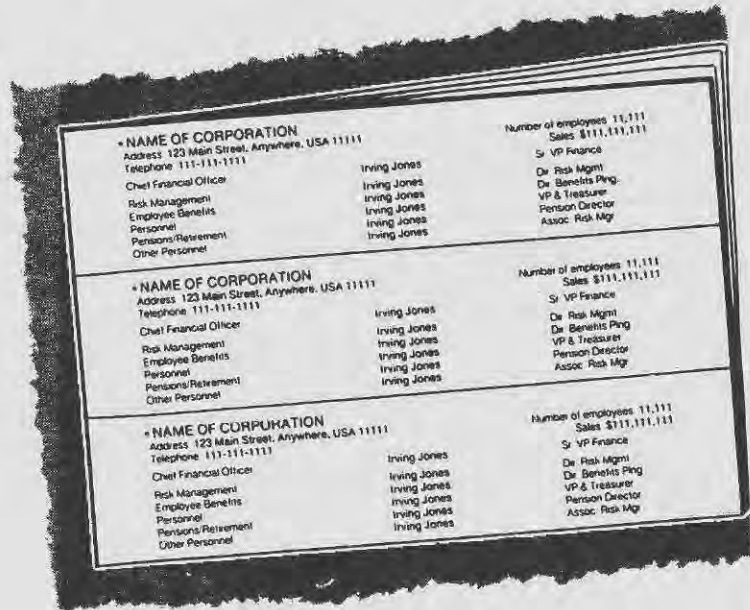 • NAME OF CORPORATION Number of employees 11,111
Address 123 Main Street, Anywhere, USA 11111 Sales $111,111,111
Telephone 111-111-1111
Chief Financial Officer Irving Jones Sr VP Finance
Risk Management Irving Jones Dir Risk Mgmt
Employee Benefits Irving Jones Dir Benefits Plng.
Personnel Irving Jones VP & Treasurer
Pensions/Retirement Irving Jones Pension Director
Other Personnel Irving Jones Assoc. Risk Mgr
• NAME OF CORPORATION Number of employees 11,111
Address 123 Main Street, Anywhere, USA 11111 Sales $111,111,111
Telephone 111-111-1111
Chief Financial Officer Irving Jones Sr VP Finance
Risk Management Irving Jones Dir Risk Mgmt
Employee Benefits Irving Jones Dir Benefits Plng
Personnel Irving Jones VP & Treasurer
Pensions/Retirement Irving Jones Pension Director
Other Personnel Irving Jones Assoc Risk Mgr
• NAME OF CORPORATION Number of employees 11,111
Address 123 Main Street, Anywhere, USA 11111 Sales $111,111,111
Telephone 111-111-1111
Chief Financial Officer Irving Jones Sr VP Finance
Risk Management Irving Jones Dir Risk Mgmt
Employee Benefits Irving Jones Dir Benefits Plng
Personnel Irving Jones VP & Treasurer
Pensions/Retirement Irving Jones Pension Director
Other Personnel Irving Jones Assoc Risk Mgr